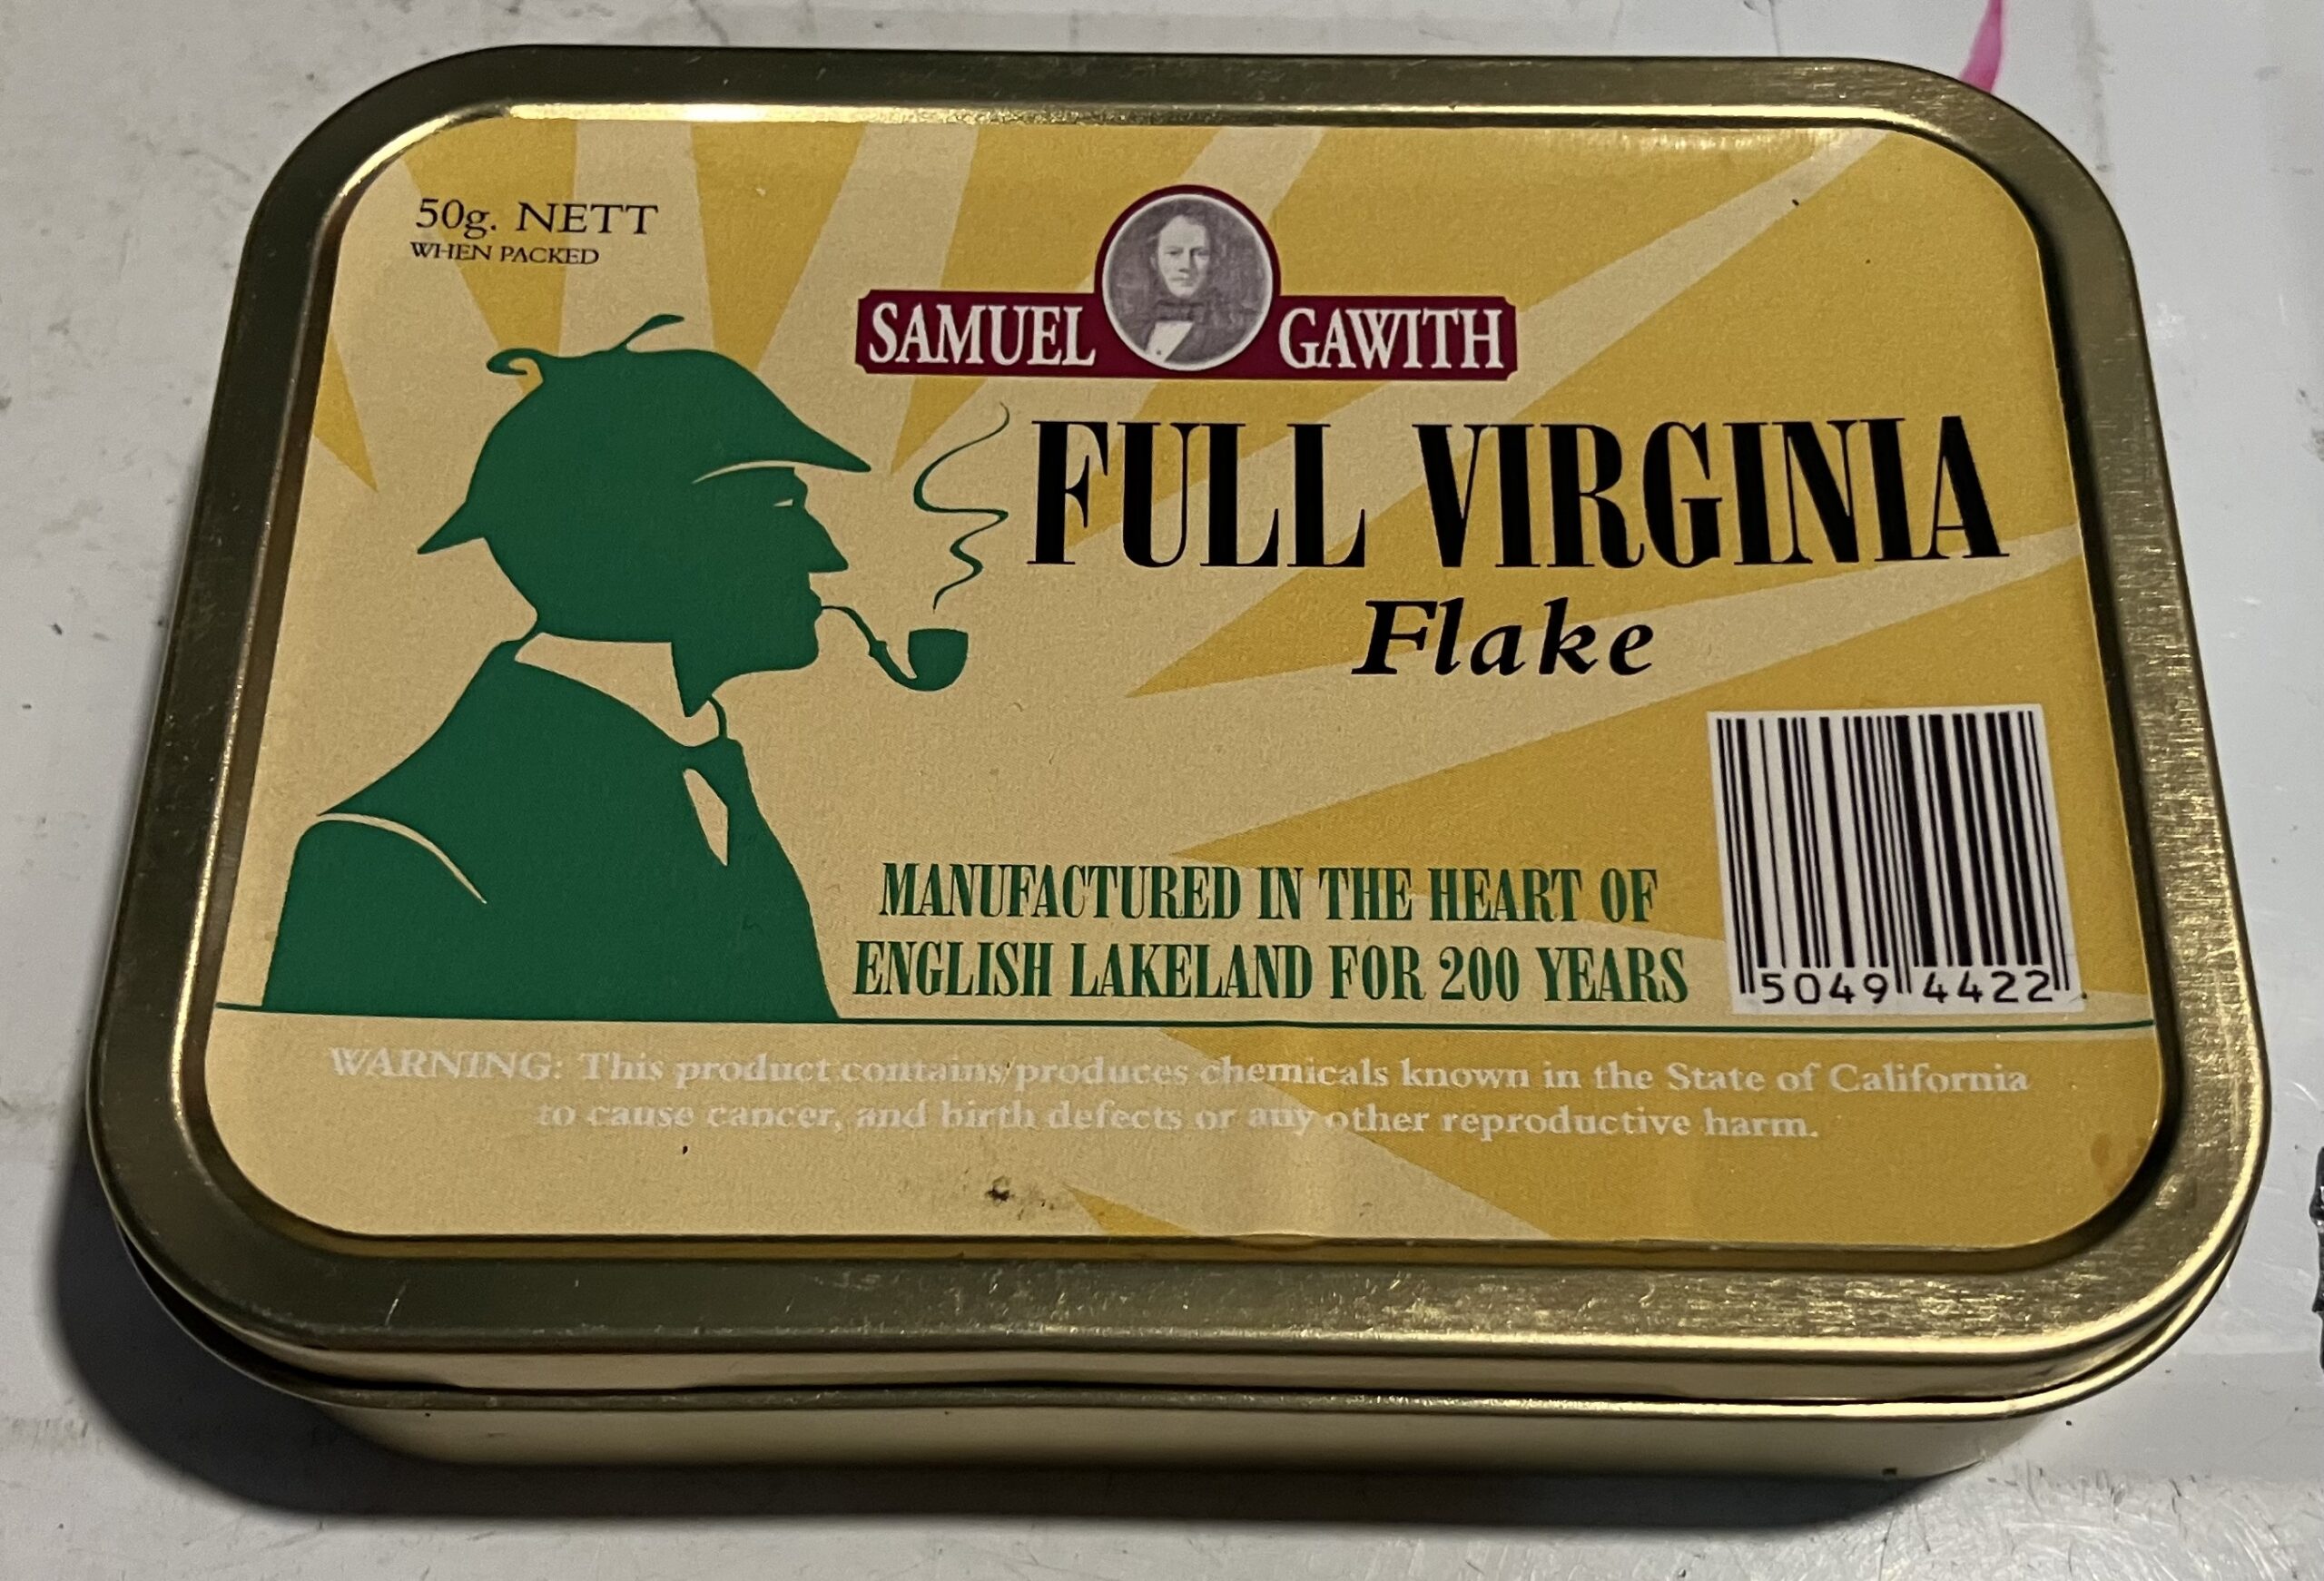 50g. NETT
WHEN PACKED
SAMUEL GAWITH
FULL VIRGINIA
Flake
MANUFACTURED IN THE HEART OF
ENGLISH LAKELAND FOR 200 YEARS
5049 4422
WARNING: This product contains/produces chemicals known in the State of California
to cause cancer, and birth defects or any other reproductive harm.